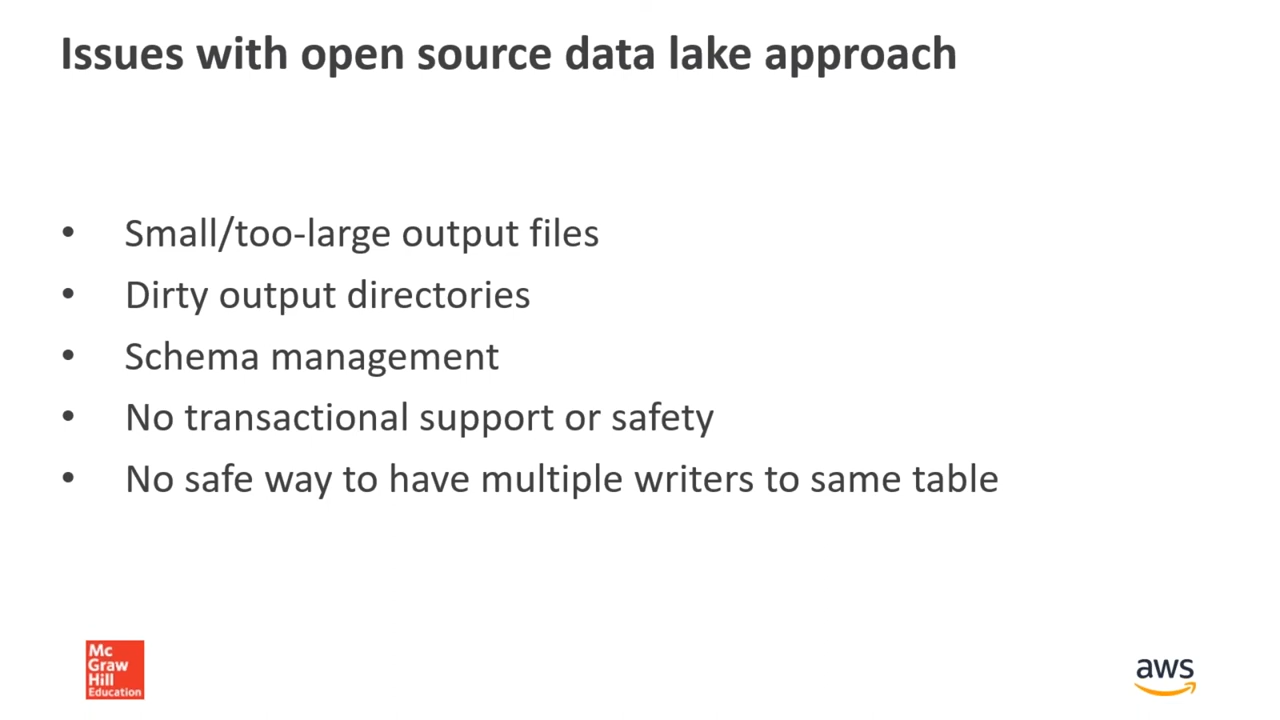 Issues with open source data lake approach
• Small/too-large output files
• Dirty output directories
• Schema management
• No transactional support or safety
• No safe way to have multiple writers to same table
Mc
Graw
Hill
Education
aws